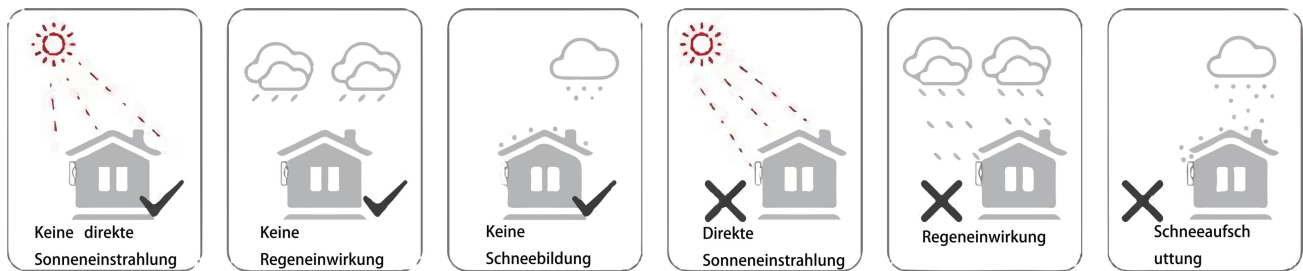 Keine direkte
Sonneneinstrahlung
Keine
Regeneinwirkung
Keine
Schneebildung
Direkte
Sonneneinstrahlung
Regeneinwirkung
Schneeaufsch
uttung